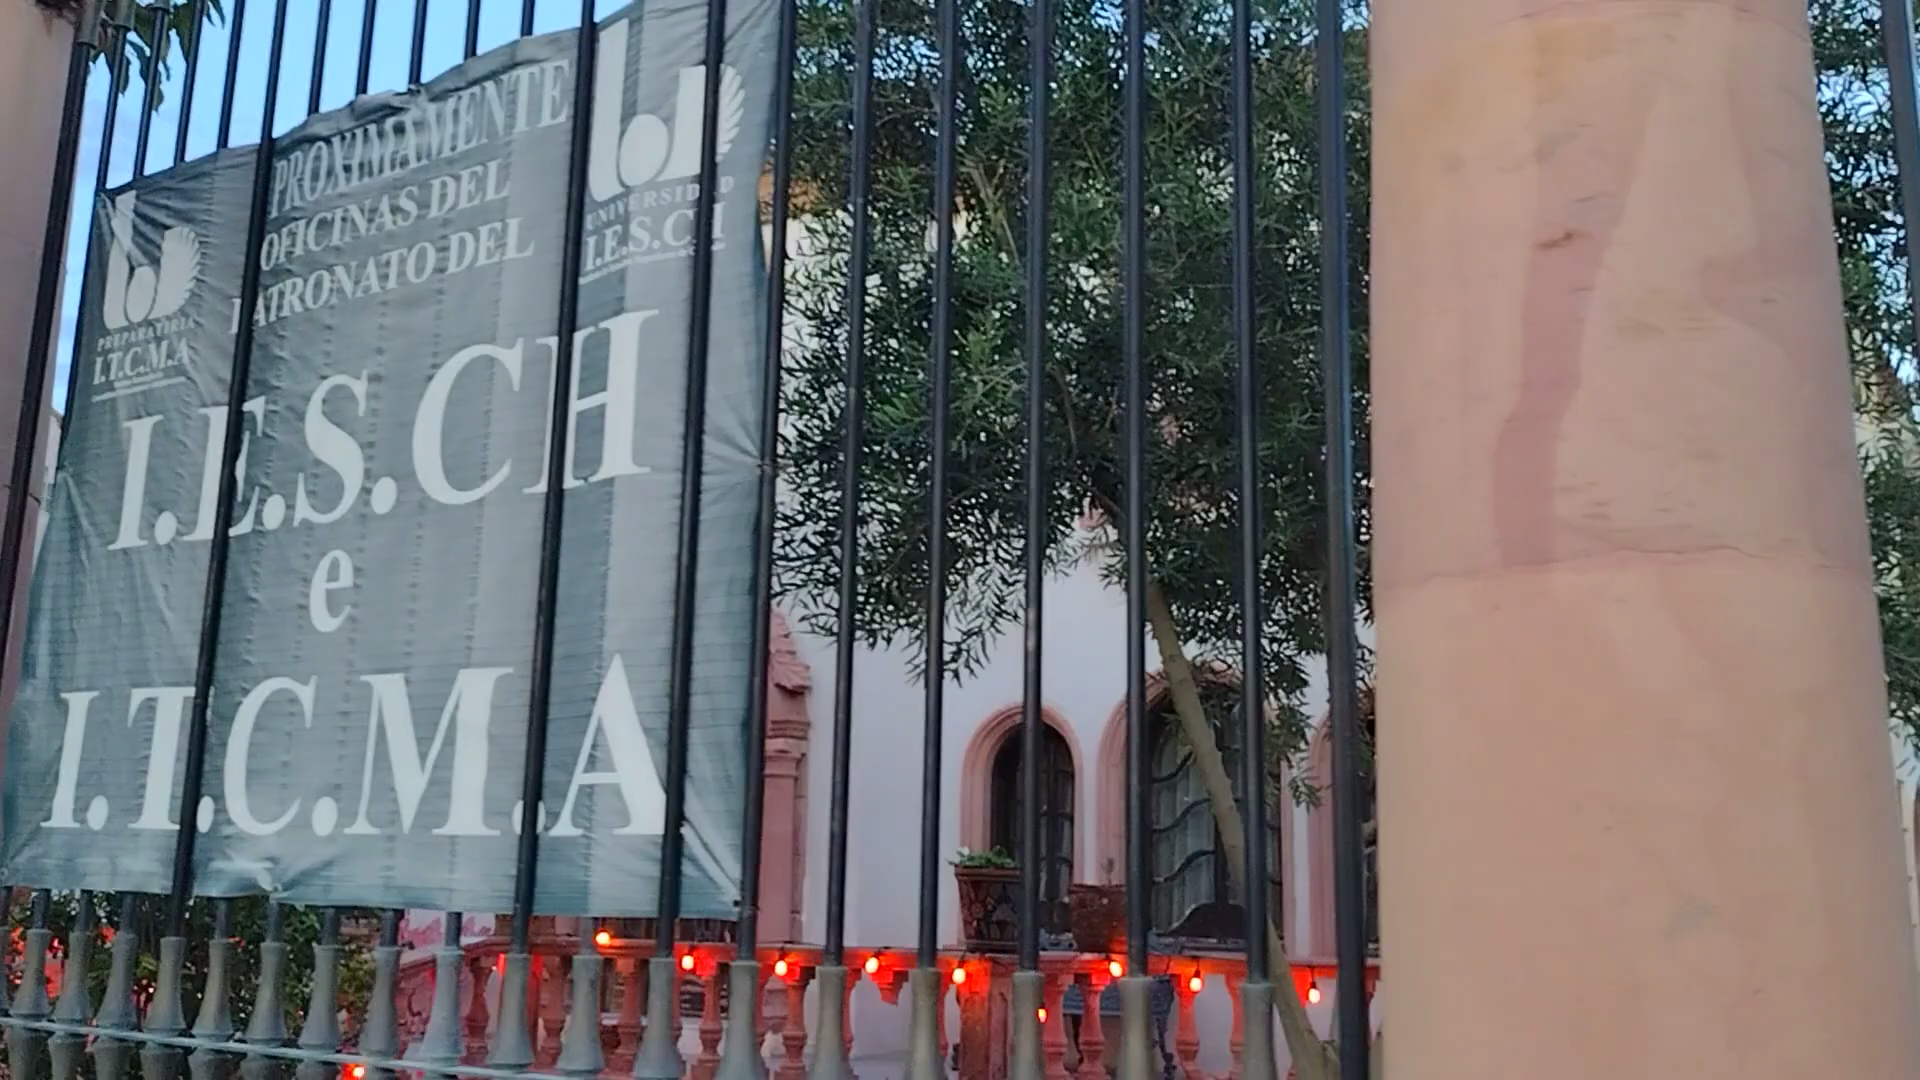 PROXIMAMENTE
OFICINAS DEL
PATRONATO DEL
I.E.S.CH
e
I.T.C.M.A
PREPARATORIA
I.T.C.M.A
UNIVERSIDAD
I.E.S.CH